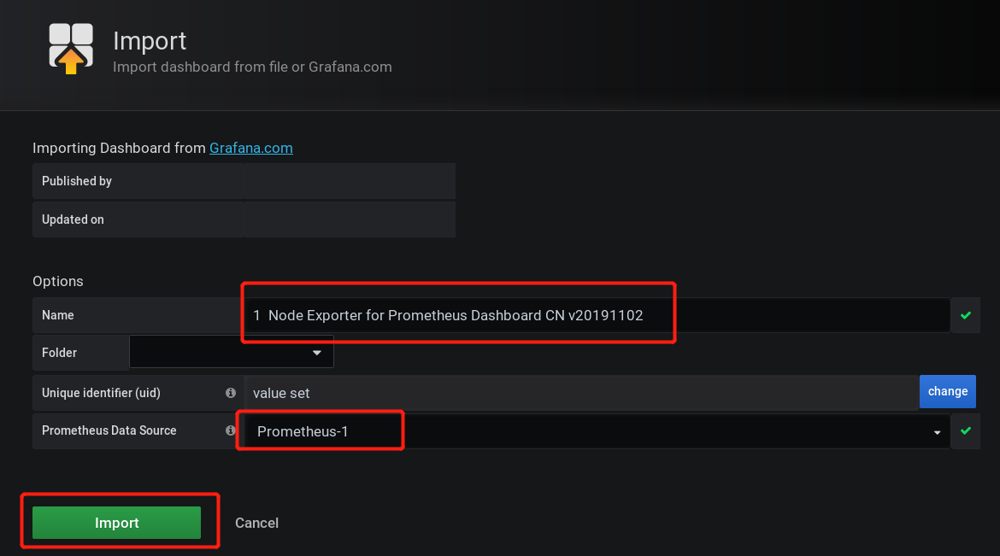 Import
Import dashboard from file or Grafana.com
Importing Dashboard from Grafana.com
Published by
Updated on
Options
Name 1 Node Exporter for Prometheus Dashboard CN v20191102
Folder
Unique identifier (uid) value set change
Prometheus Data Source Prometheus-1
Import Cancel